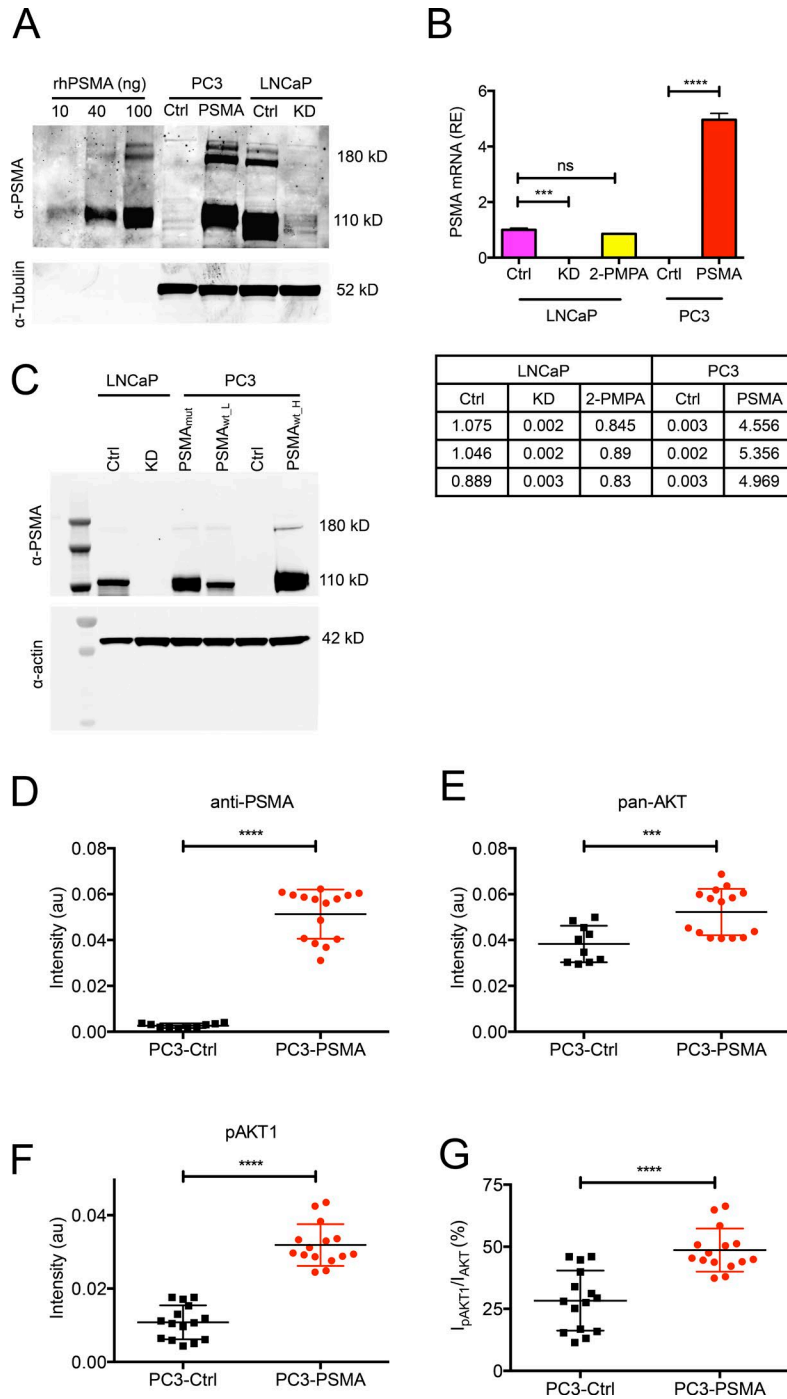 A
rhPSMA (ng) PC3 LNCaP
10 40 100 Ctrl PSMA Ctrl KD
α-PSMA
180 kD
110 kD
α-Tubulin
52 kD
B
PSMA mRNA (RE)
6
4
2
0
****
ns
***
Ctrl KD 2-PMPA Crtl PSMA
LNCaP PC3
LNCaP PC3
Ctrl KD 2-PMPA Ctrl PSMA
1.075 0.002 0.845 0.003 4.556
1.046 0.002 0.89 0.002 5.356
0.889 0.003 0.83 0.003 4.969
C
LNCaP PC3
Ctrl KD PSMAmut PSMAwt_L Ctrl PSMAwt_H
α-PSMA
180 kD
110 kD
α-actin
42 kD
D
anti-PSMA
****
Intensity (au)
0.08
0.06
0.04
0.02
0.00
PC3-Ctrl PC3-PSMA
E
pan-AKT
***
Intensity (au)
0.08
0.06
0.04
0.02
0.00
PC3-Ctrl PC3-PSMA
F
pAKT1
****
Intensity (au)
0.04
0.02
0.00
PC3-Ctrl PC3-PSMA
G
****
IpAKT1/IAKT (%)
75
50
25
0
PC3-Ctrl PC3-PSMA